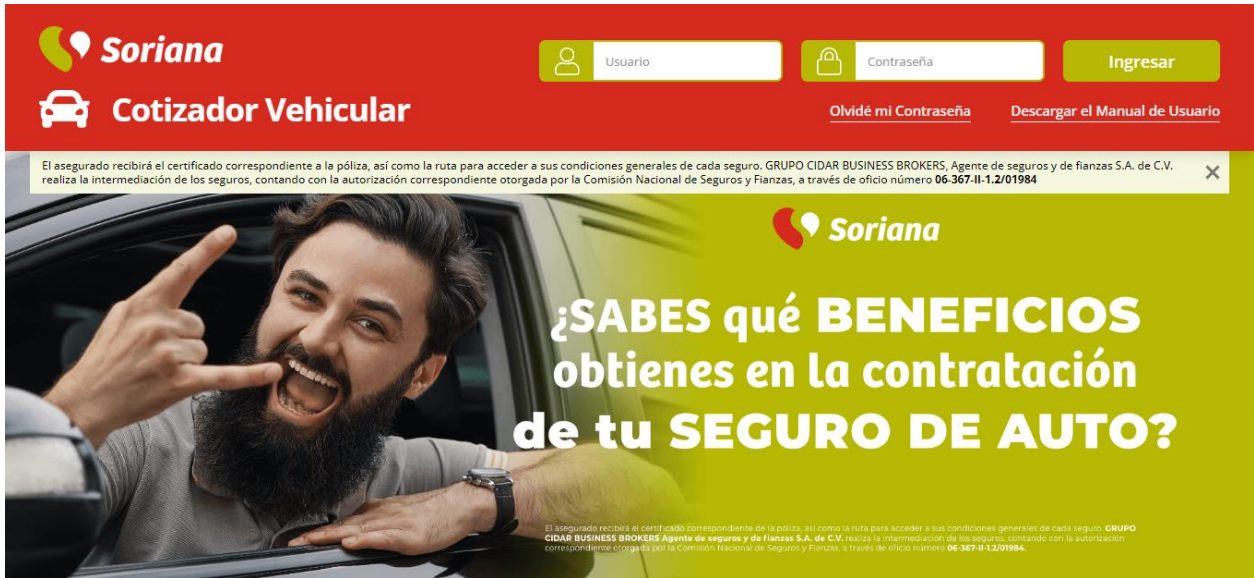 Soriana
Usuario
Contraseña
Ingresar
Cotizador Vehicular
Olvidé mi Contraseña
Descargar el Manual de Usuario
El asegurado recibirá el certificado correspondiente a la póliza, así como la ruta para acceder a sus condiciones generales de cada seguro. GRUPO CIDAR BUSINESS BROKERS, Agente de seguros y de fianzas S.A. de C.V.
realiza la intermediación de los seguros, contando con la autorización correspondiente otorgada por la Comisión Nacional de Seguros y Fianzas, a través de oficio número 06-367-II-1.2/01984
Soriana
¿SABES qué BENEFICIOS
obtienes en la contratación
de tu SEGURO DE AUTO?
El asegurado recibirá el certificado correspondiente de la póliza, así como la ruta para acceder a sus condiciones generales de cada seguro. GRUPO
CIDAR BUSINESS BROKERS Agente de seguros y de fianzas S.A. de C.V. realiza la intermediación de los seguros, contando con la autorización
correspondiente otorgada por la Comisión Nacional de Seguros y Fianzas, a través de oficio número 06-367-II-1.2/01984.